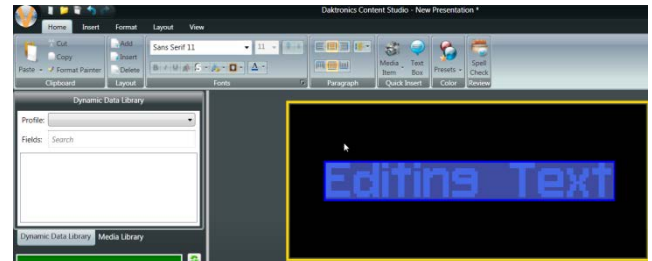 Daktronics Content Studio - New Presentation *
Home Insert Format Layout View
Cut
Copy
Paste Format Painter
Clipboard
Add
Insert
Delete
Layout
Sans Serif 11 11
Fonts
Paragraph
Media Item
Text Box
Quick Insert
Presets
Color
Spell Check
Review
Dynamic Data Library
Profile:
Fields: Search
Dynamic Data Library Media Library
Editing Text